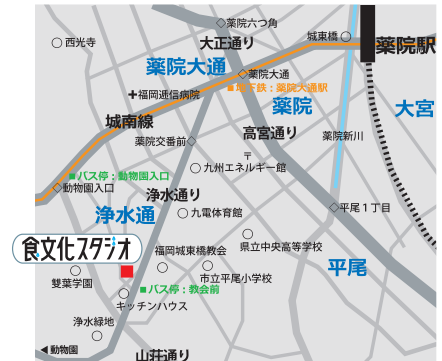 ◇薬院六つ角
城東橋
西光寺
大正通り
薬院駅
薬院大通
◇薬院大通
■地下鉄：薬院大通駅
福岡逓信病院
薬院
大宮
城南線
高宮通り
薬院交番前◇
薬院新川
〒
九州エネルギー館
■バス停：動物園入口
◇動物園入口
浄水通り
浄水通
九電体育館
◇平尾１丁目
食文化スタジオ
福岡城東橋教会
県立中央高等学校
平尾
双葉学園
市立平尾小学校
■バス停：教会前
キッチンハウス
浄水緑地
◀動物園
山荘通り